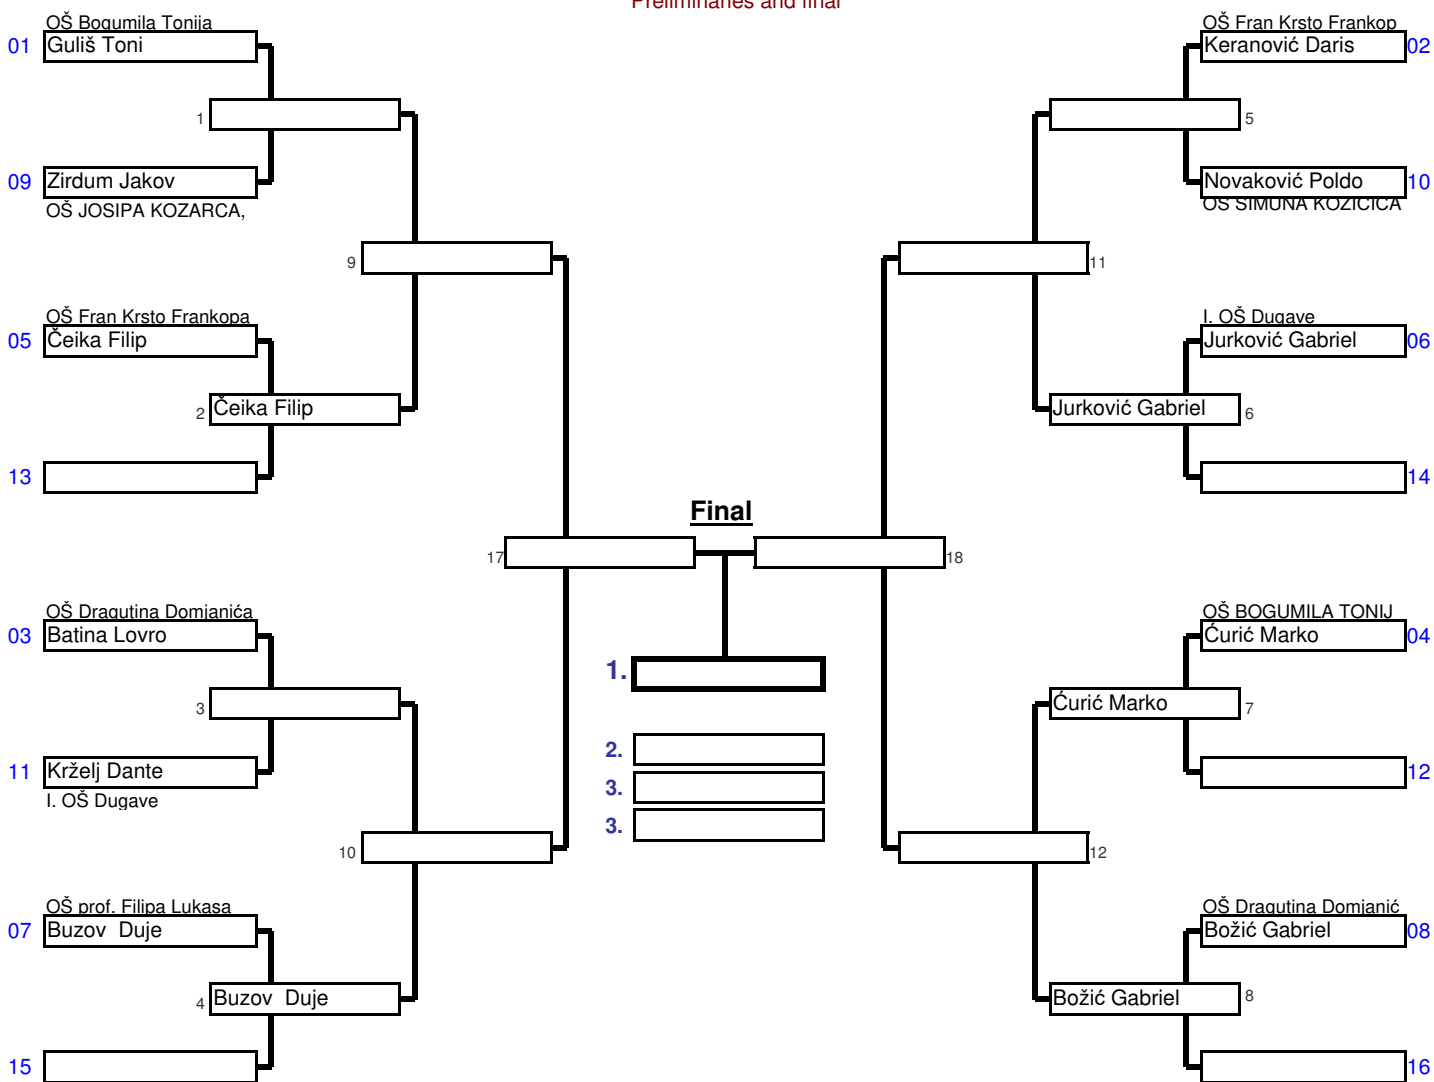 Preliminaries and final
OŠ Bogumila Tonija
01 Guliš Toni
1
09 Zirdum Jakov
OŠ JOSIPA KOZARCA,
9
OŠ Fran Krsto Frankopa
05 Čeika Filip
2 Čeika Filip
13
17
OŠ Dragutina Domjanića
03 Batina Lovro
3
11 Krželj Dante
I. OŠ Dugave
10
OŠ prof. Filipa Lukasa
07 Buzov Duje
4 Buzov Duje
15
Final
1.
2.
3.
3.
OŠ Fran Krsto Frankop
Keranović Daris 02
5
Novaković Poldo 10
OŠ ŠIMUNA KOŽIČIĆA
11
I. OŠ Dugave
Jurković Gabriel 06
Jurković Gabriel 6
14
18
OŠ BOGUMILA TONIJ
Ćurić Marko 04
Ćurić Marko 7
12
12
OŠ Dragutina Domjanić
Božić Gabriel 08
Božić Gabriel 8
16